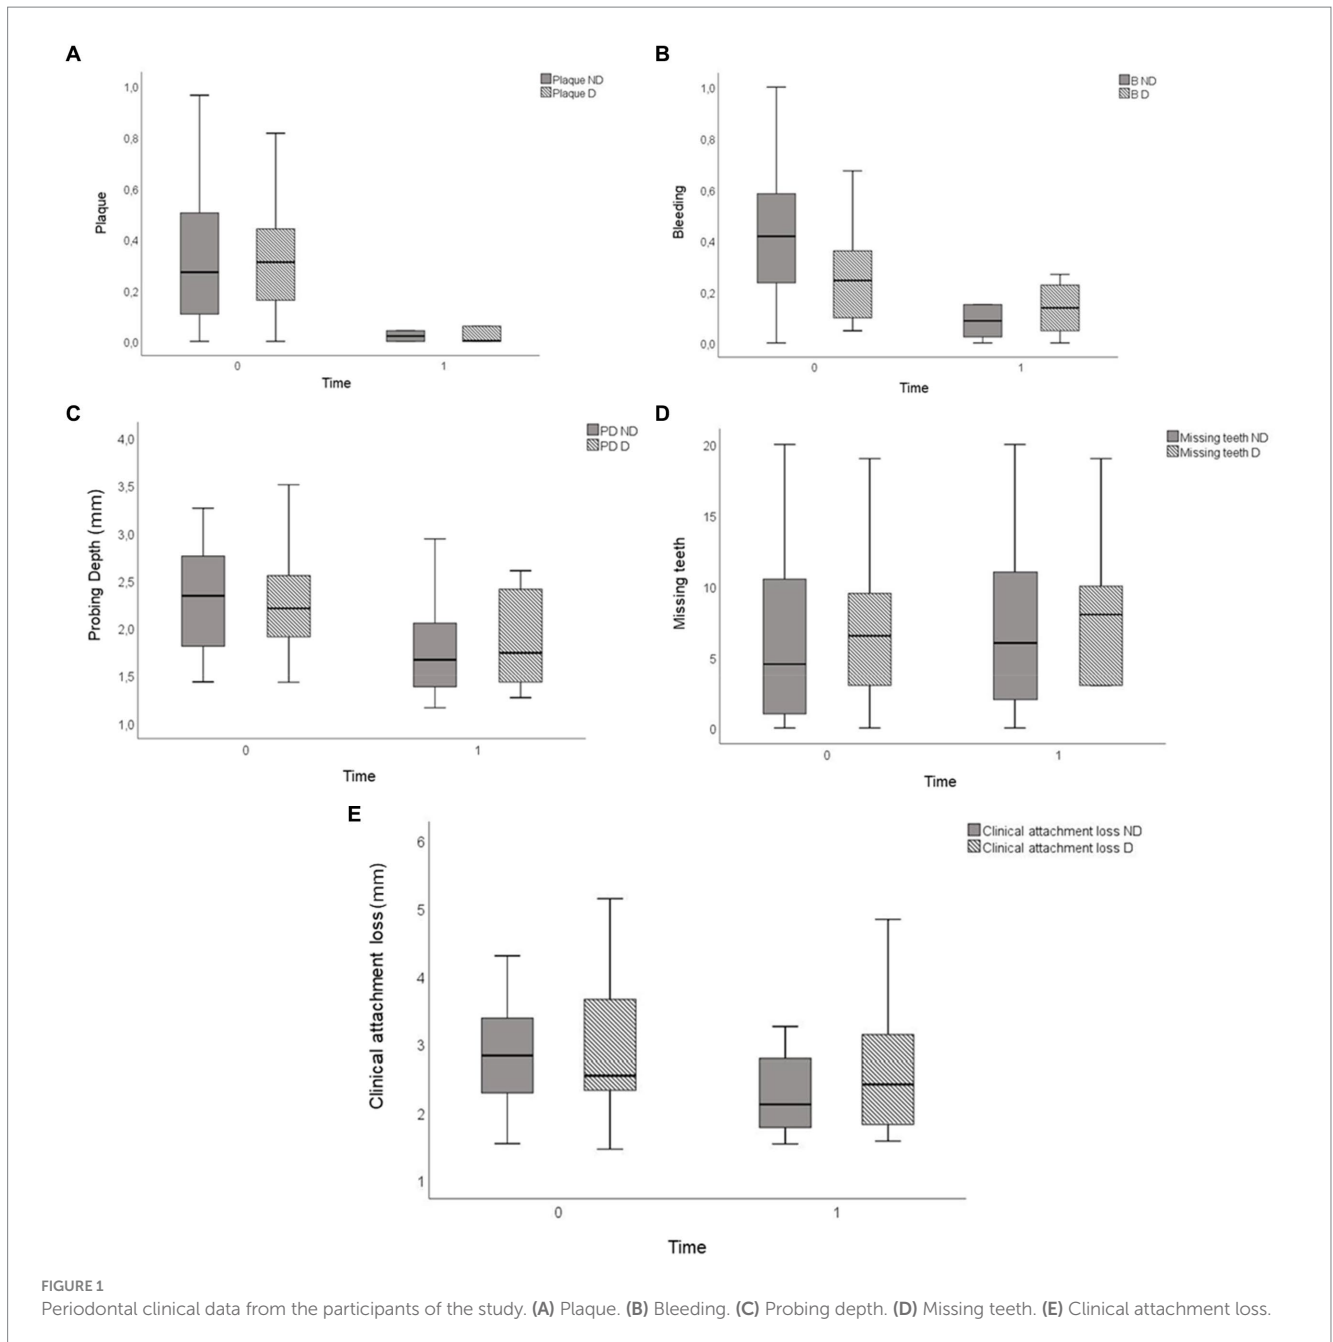 A
Plaque ND
Plaque D
1,0
0,8
0,6
0,4
0,2
0,0
Plaque
0 1
Time
B
B ND
B D
1,0
0,8
0,6
0,4
0,2
0,0
Bleeding
0 1
Time
C
PD ND
PD D
4,0
3,5
3,0
2,5
2,0
1,5
1,0
Probing Depth (mm)
0 1
Time
D
Missing teeth ND
Missing teeth D
20
15
10
5
0
Missing teeth
0 1
Time
E
Clinical attachment loss ND
Clinical attachment loss D
6
5
4
3
2
1
Clinical attachment loss (mm)
0 1
Time
FIGURE 1
Periodontal clinical data from the participants of the study. (A) Plaque. (B) Bleeding. (C) Probing depth. (D) Missing teeth. (E) Clinical attachment loss.